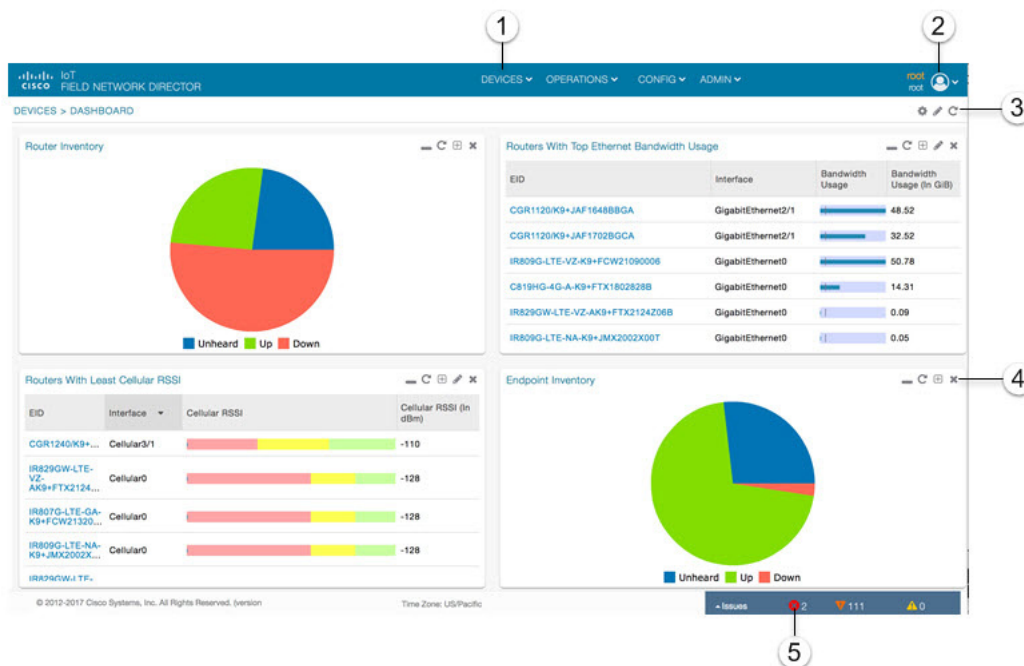 1
2
CISCO IoT FIELD NETWORK DIRECTOR
DEVICES OPERATIONS CONFIG ADMIN
root
root
DEVICES > DASHBOARD
3
Router Inventory
Unheard Up Down
Routers With Top Ethernet Bandwidth Usage
EID Interface Bandwidth Usage Bandwidth Usage (In GiB)
CGR1120/K9+JAF1648BBGA GigabitEthernet2/1 48.52
CGR1120/K9+JAF1702BGCA GigabitEthernet2/1 32.52
IR809G-LTE-VZ-K9+FCW21090006 GigabitEthernet0 50.78
C819HG-4G-A-K9+FTX1802828B GigabitEthernet0 14.31
IR829GW-LTE-VZ-AK9+FTX2124Z06B GigabitEthernet0 0.09
IR809G-LTE-NA-K9+JMX2002X00T GigabitEthernet0 0.05
Routers With Least Cellular RSSI
EID Interface Cellular RSSI Cellular RSSI (In dBm)
CGR1240/K9+... Cellular3/1 -110
IR829GW-LTE-
VZ-
AK9+FTX2124... Cellular0 -128
IR807G-LTE-GA-
K9+FCW21320... Cellular0 -128
IR809G-LTE-NA-
K9+JMX2002X... Cellular0 -128
IR829GW-LTE-
Endpoint Inventory
4
Unheard Up Down
© 2012-2017 Cisco Systems, Inc. All Rights Reserved. (version
Time Zone: US/Pacific
Issues 2 111 0
5